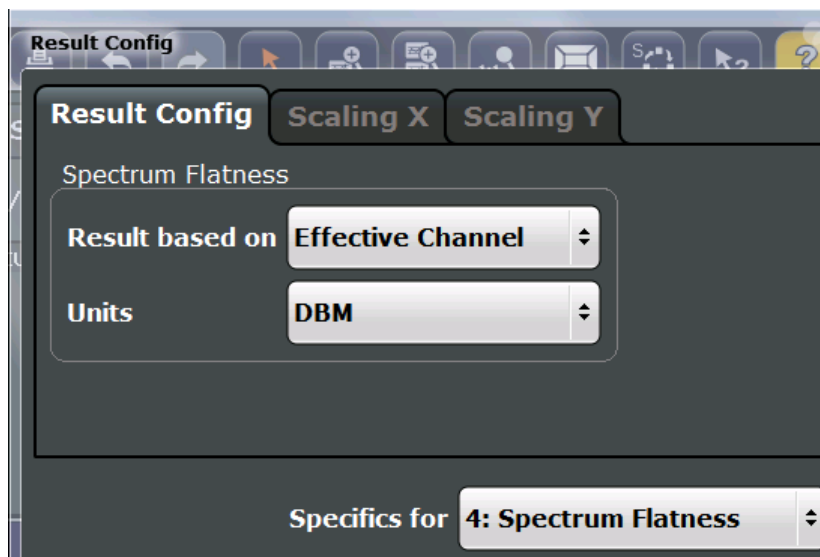 Result Config
Result Config Scaling X Scaling Y
Spectrum Flatness
Result based on Effective Channel
Units DBM
Specifics for 4: Spectrum Flatness